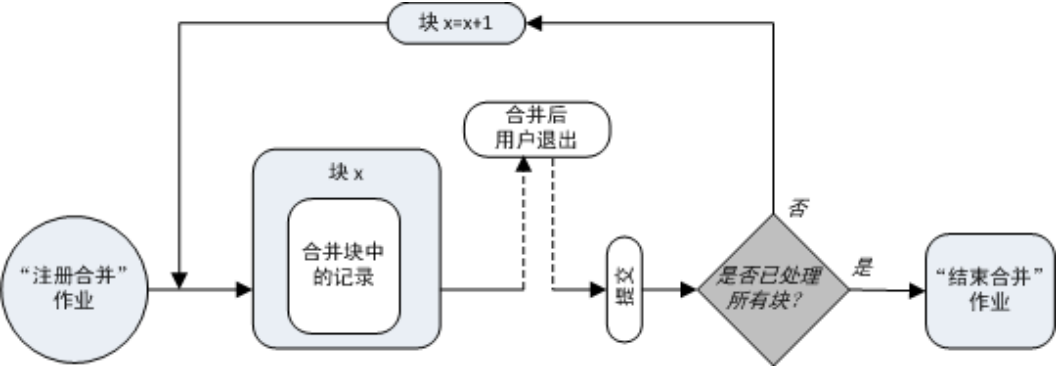 块 x=x+1
合并后
用户退出
块 x
合并块中
的记录
“注册合并”
作业
提交
是否已处理
所有块?
否
是
“结束合并”
作业